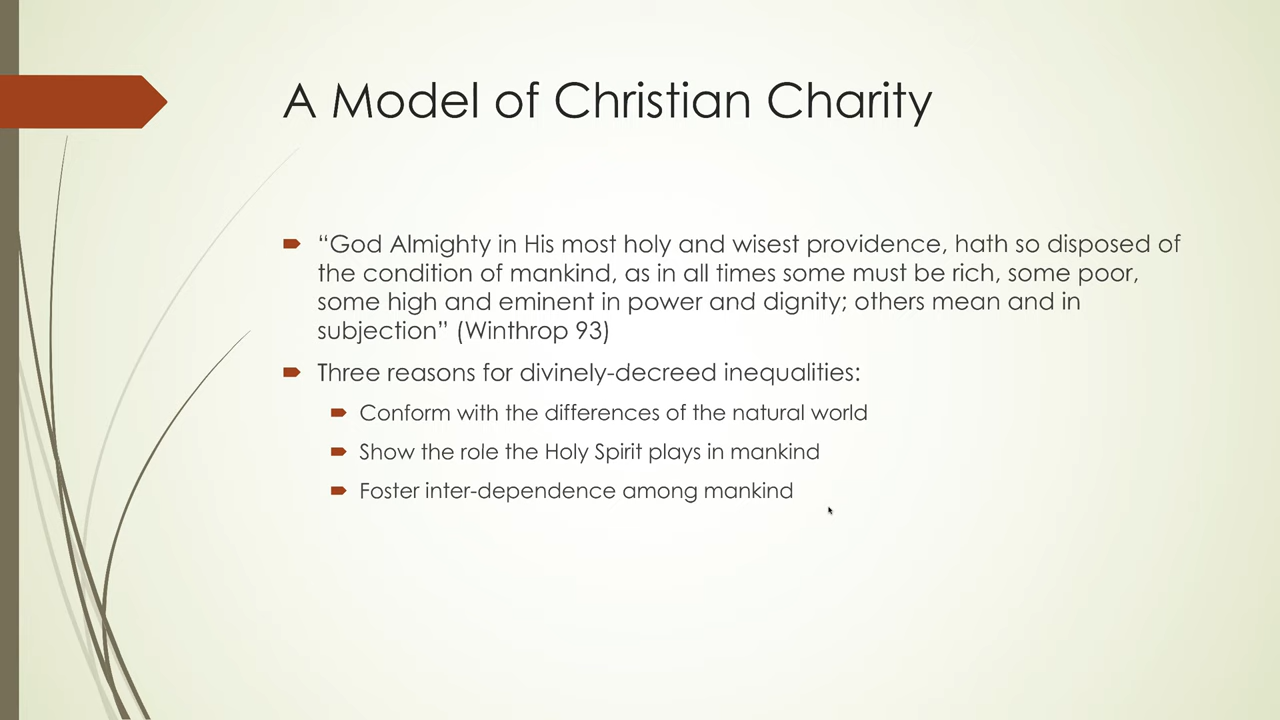 A Model of Christian Charity
“God Almighty in His most holy and wisest providence, hath so disposed of
the condition of mankind, as in all times some must be rich, some poor,
some high and eminent in power and dignity; others mean and in
subjection” (Winthrop 93)
Three reasons for divinely-decreed inequalities:
Conform with the differences of the natural world
Show the role the Holy Spirit plays in mankind
Foster inter-dependence among mankind